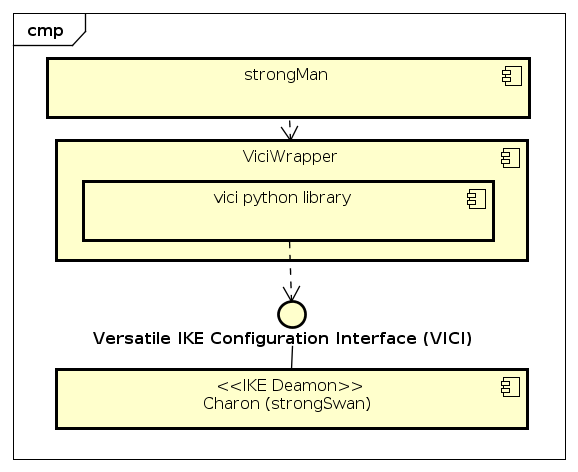 cmp
strongMan
ViciWrapper
vici python library
Versatile IKE Configuration Interface (VICI)
<<IKE Deamon>>
Charon (strongSwan)